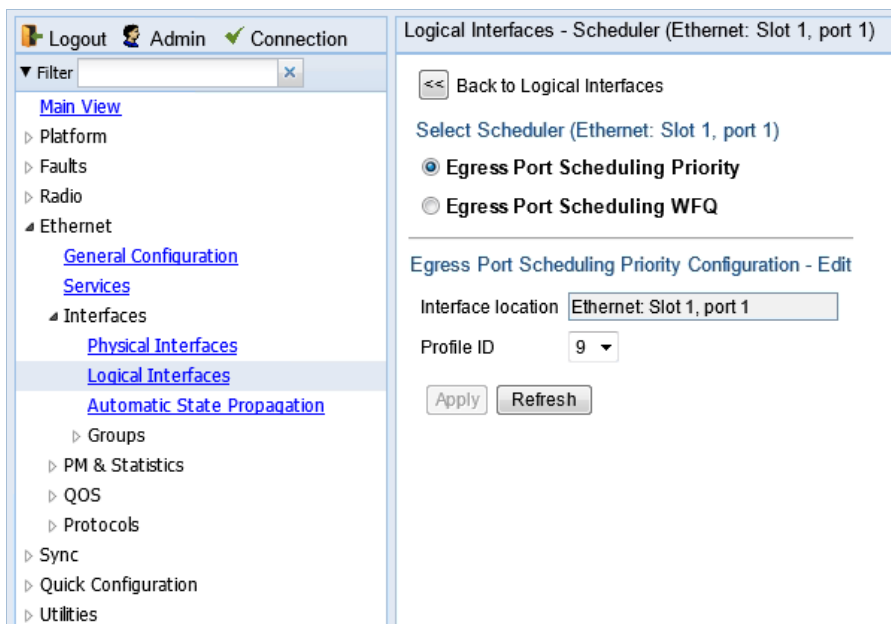 Logout Admin Connection
Filter
Main View
Platform
Faults
Radio
Ethernet
General Configuration
Services
Interfaces
Physical Interfaces
Logical Interfaces
Automatic State Propagation
Groups
PM & Statistics
QOS
Protocols
Sync
Quick Configuration
Utilities
Logical Interfaces - Scheduler (Ethernet: Slot 1, port 1)
<< Back to Logical Interfaces
Select Scheduler (Ethernet: Slot 1, port 1)
Egress Port Scheduling Priority
Egress Port Scheduling WFQ
Egress Port Scheduling Priority Configuration - Edit
Interface location Ethernet: Slot 1, port 1
Profile ID 9
Apply Refresh